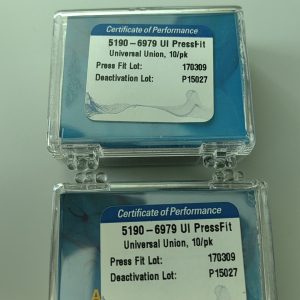 Certificate of Performance
5190-6979 UI PressFit
Universal Union, 10/pk
Press Fit Lot: 170309
Deactivation Lot: P15027
Certificate of Performance
5190-6979 UI PressFit
Universal Union, 10/pk
Press Fit Lot: 170309
Deactivation Lot: P15027